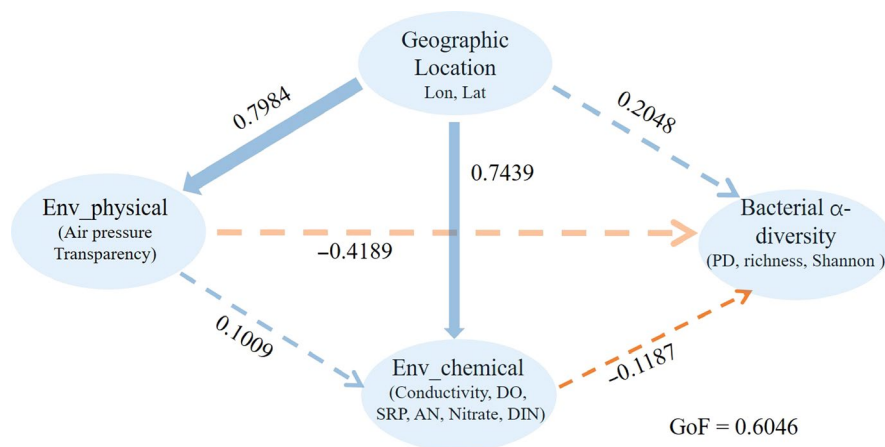 Geographic
Location
Lon, Lat
0.7984
0.2048
0.7439
Env_physical
(Air pressure
Transparency)
−0.4189
Bacterial α-
diversity
(PD, richness, Shannon )
0.1009
Env_chemical
(Conductivity, DO,
SRP, AN, Nitrate, DIN)
−0.1187
GoF = 0.6046